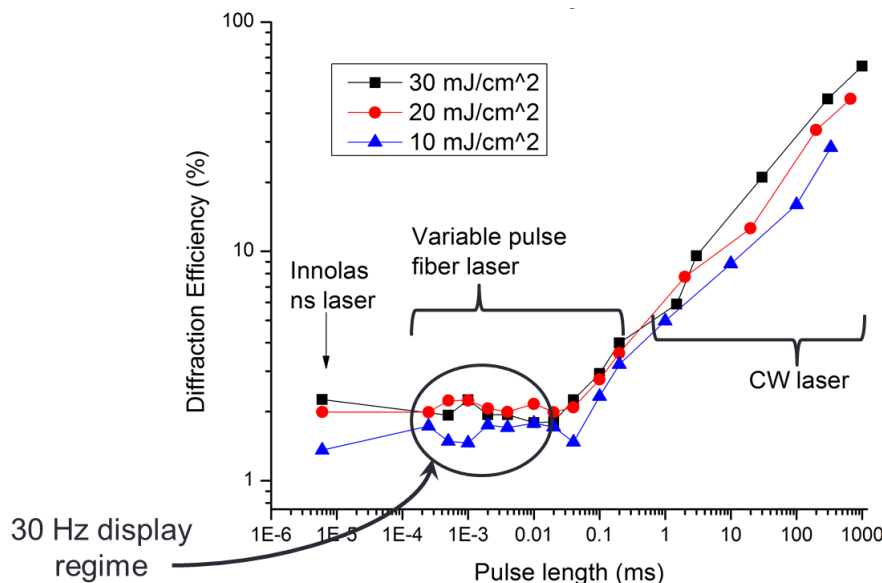 100
30 mJ/cm^2
20 mJ/cm^2
10 mJ/cm^2
Diffraction Efficiency (%)
10
1
Variable pulse
fiber laser
Innolas
ns laser
CW laser
30 Hz display
regime
1E-6 1E-5 1E-4 1E-3 0.01 0.1 1 10 100 1000
Pulse length (ms)